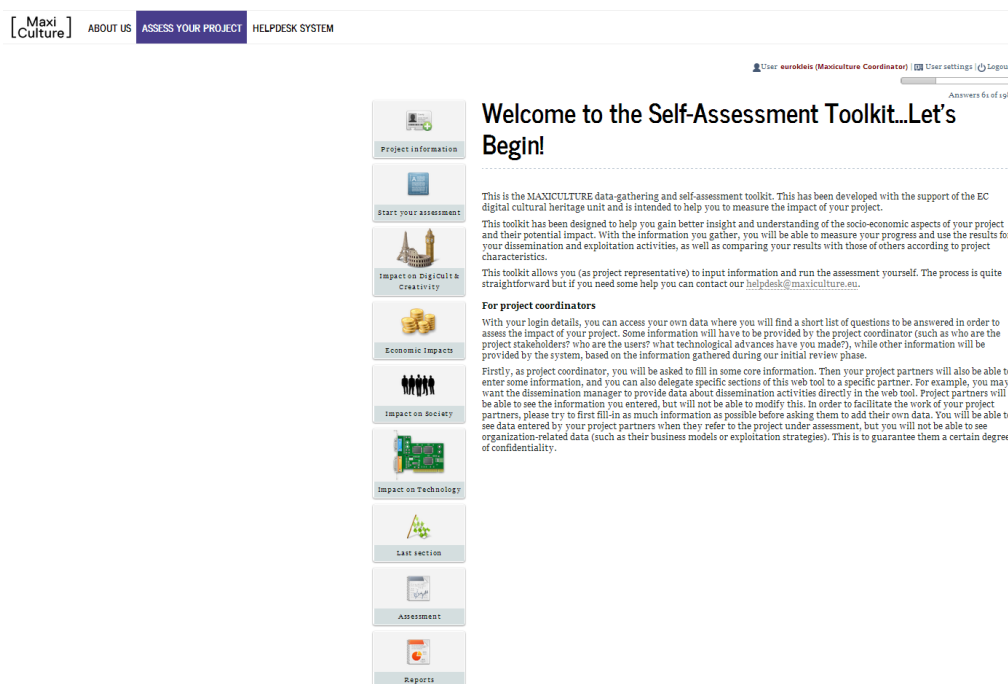 Maxi
Culture
ABOUT US ASSESS YOUR PROJECT HELPDESK SYSTEM
User eurokleis (Maxiculture Coordinator) | User settings | Logou
Answers 61 of 198
Welcome to the Self-Assessment Toolkit...Let's
Begin!
Project information
Start your assessment
Impact on DigiCult &
Creativity
Economic Impacts
Impact on Society
Impact on Technology
Last section
Assessment
Reports
This is the MAXICULTURE data-gathering and self-assessment toolkit. This has been developed with the support of the EC
digital cultural heritage unit and is intended to help you to measure the impact of your project.
This toolkit has been designed to help you gain better insight and understanding of the socio-economic aspects of your project
and their potential impact. With the information you gather, you will be able to measure your progress and use the results for
your dissemination and exploitation activities, as well as comparing your results with those of others according to project
characteristics.
This toolkit allows you (as project representative) to input information and run the assessment yourself. The process is quite
straightforward but if you need some help you can contact our helpdesk@maxiculture.eu.
For project coordinators
With your login details, you can access your own data where you will find a short list of questions to be answered in order to
assess the impact of your project. Some information will have to be provided by the project coordinator (such as who are the
project stakeholders? who are the users? what technological advances have you made?), while other information will be
provided by the system, based on the information gathered during our initial review phase.
Firstly, as project coordinator, you will be asked to fill in some core information. Then your project partners will also be able to
enter some information, and you can also delegate specific sections of this web tool to a specific partner. For example, you may
want the dissemination manager to provide data about dissemination activities directly in the web tool. Project partners will
be able to see the information you entered, but will not be able to modify this. In order to facilitate the work of your project
partners, please try to first fill-in as much information as possible before asking them to add their own data. You will be able to
see data entered by your project partners when they refer to the project under assessment, but you will not be able to see
organization-related data (such as their business models or exploitation strategies). This is to guarantee them a certain degree
of confidentiality.